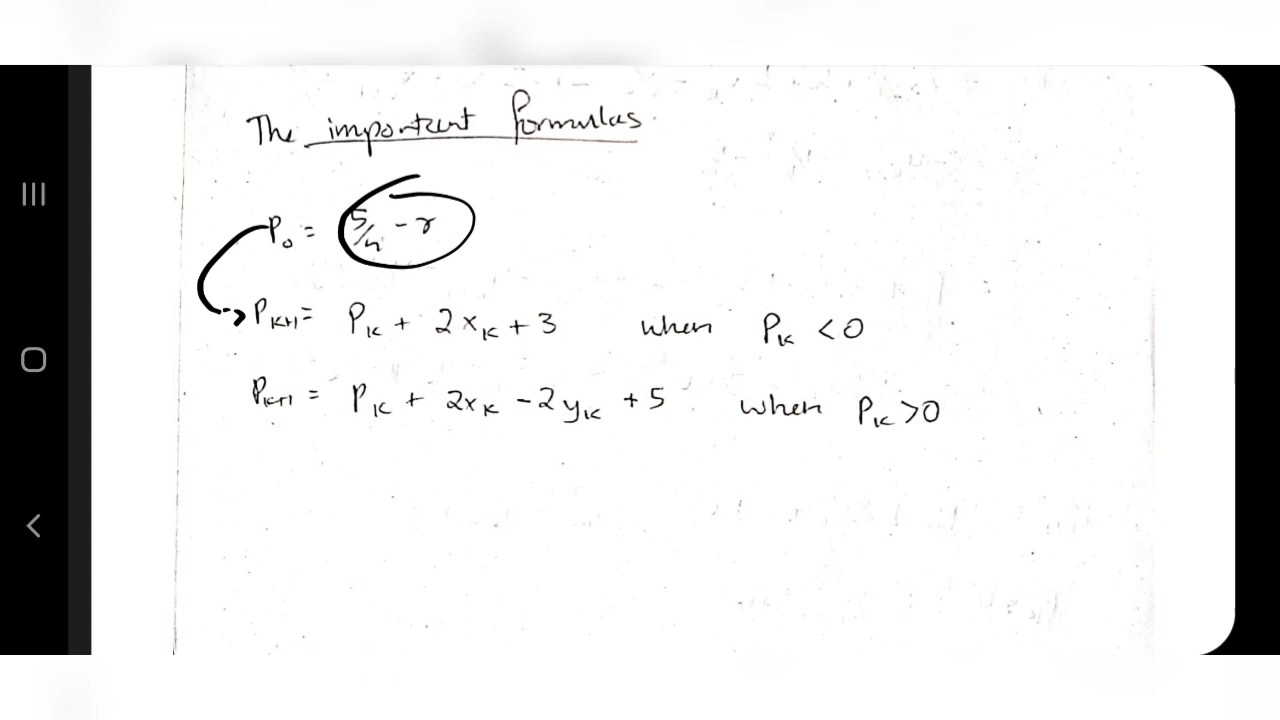 The important formulas
P₀ = 5/4 - r
Pₖ₊₁ = Pₖ + 2xₖ + 3 when Pₖ < 0
Pₖ₊₁ = Pₖ + 2xₖ - 2yₖ + 5 when Pₖ > 0